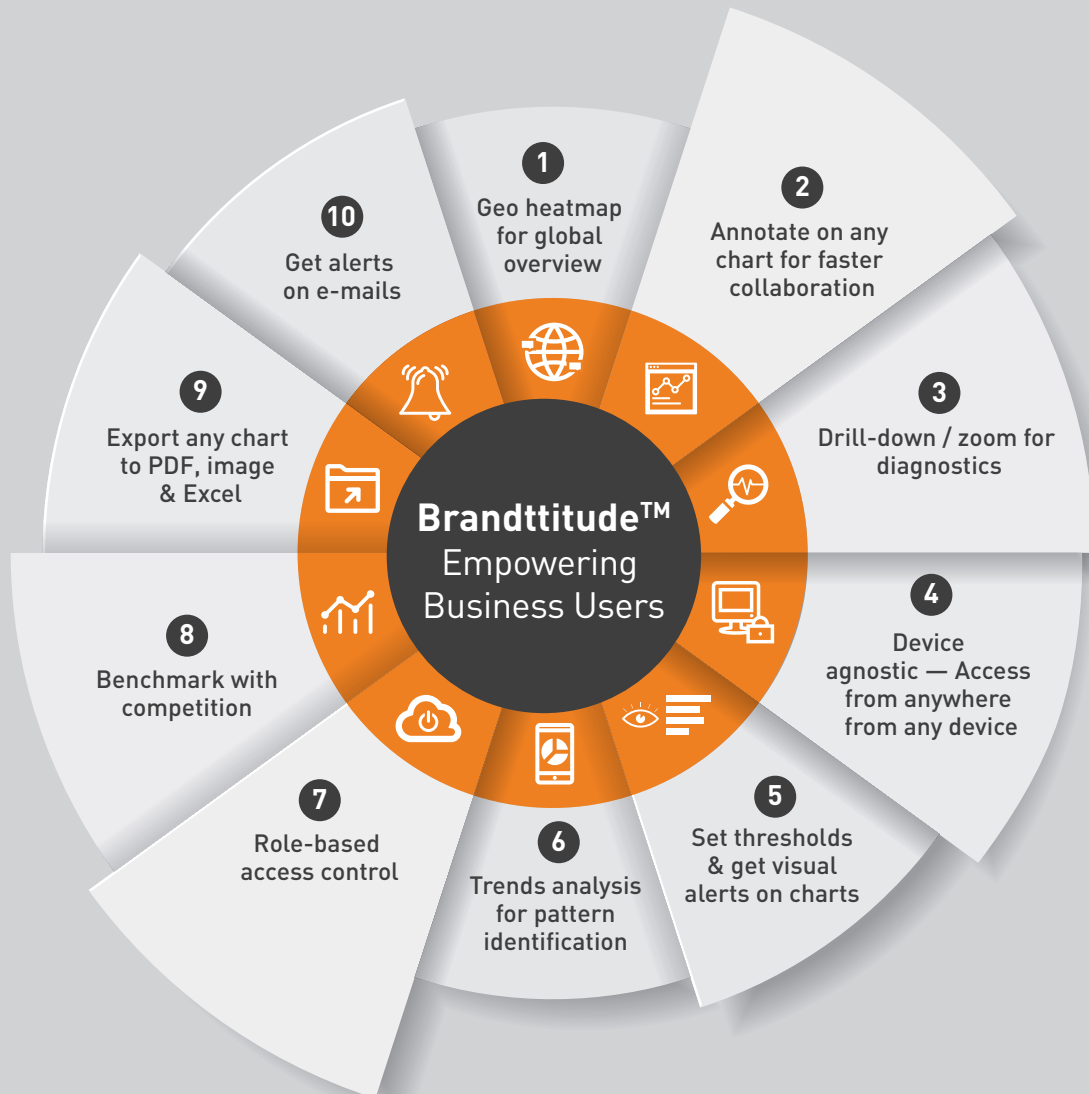 Brandttitude™
Empowering
Business Users
1
Geo heatmap
for global
overview
2
Annotate on any
chart for faster
collaboration
3
Drill-down / zoom for
diagnostics
4
Device
agnostic — Access
from anywhere
from any device
5
Set thresholds
& get visual
alerts on charts
6
Trends analysis
for pattern
identification
7
Role-based
access control
8
Benchmark with
competition
9
Export any chart
to PDF, image
& Excel
10
Get alerts
on e-mails